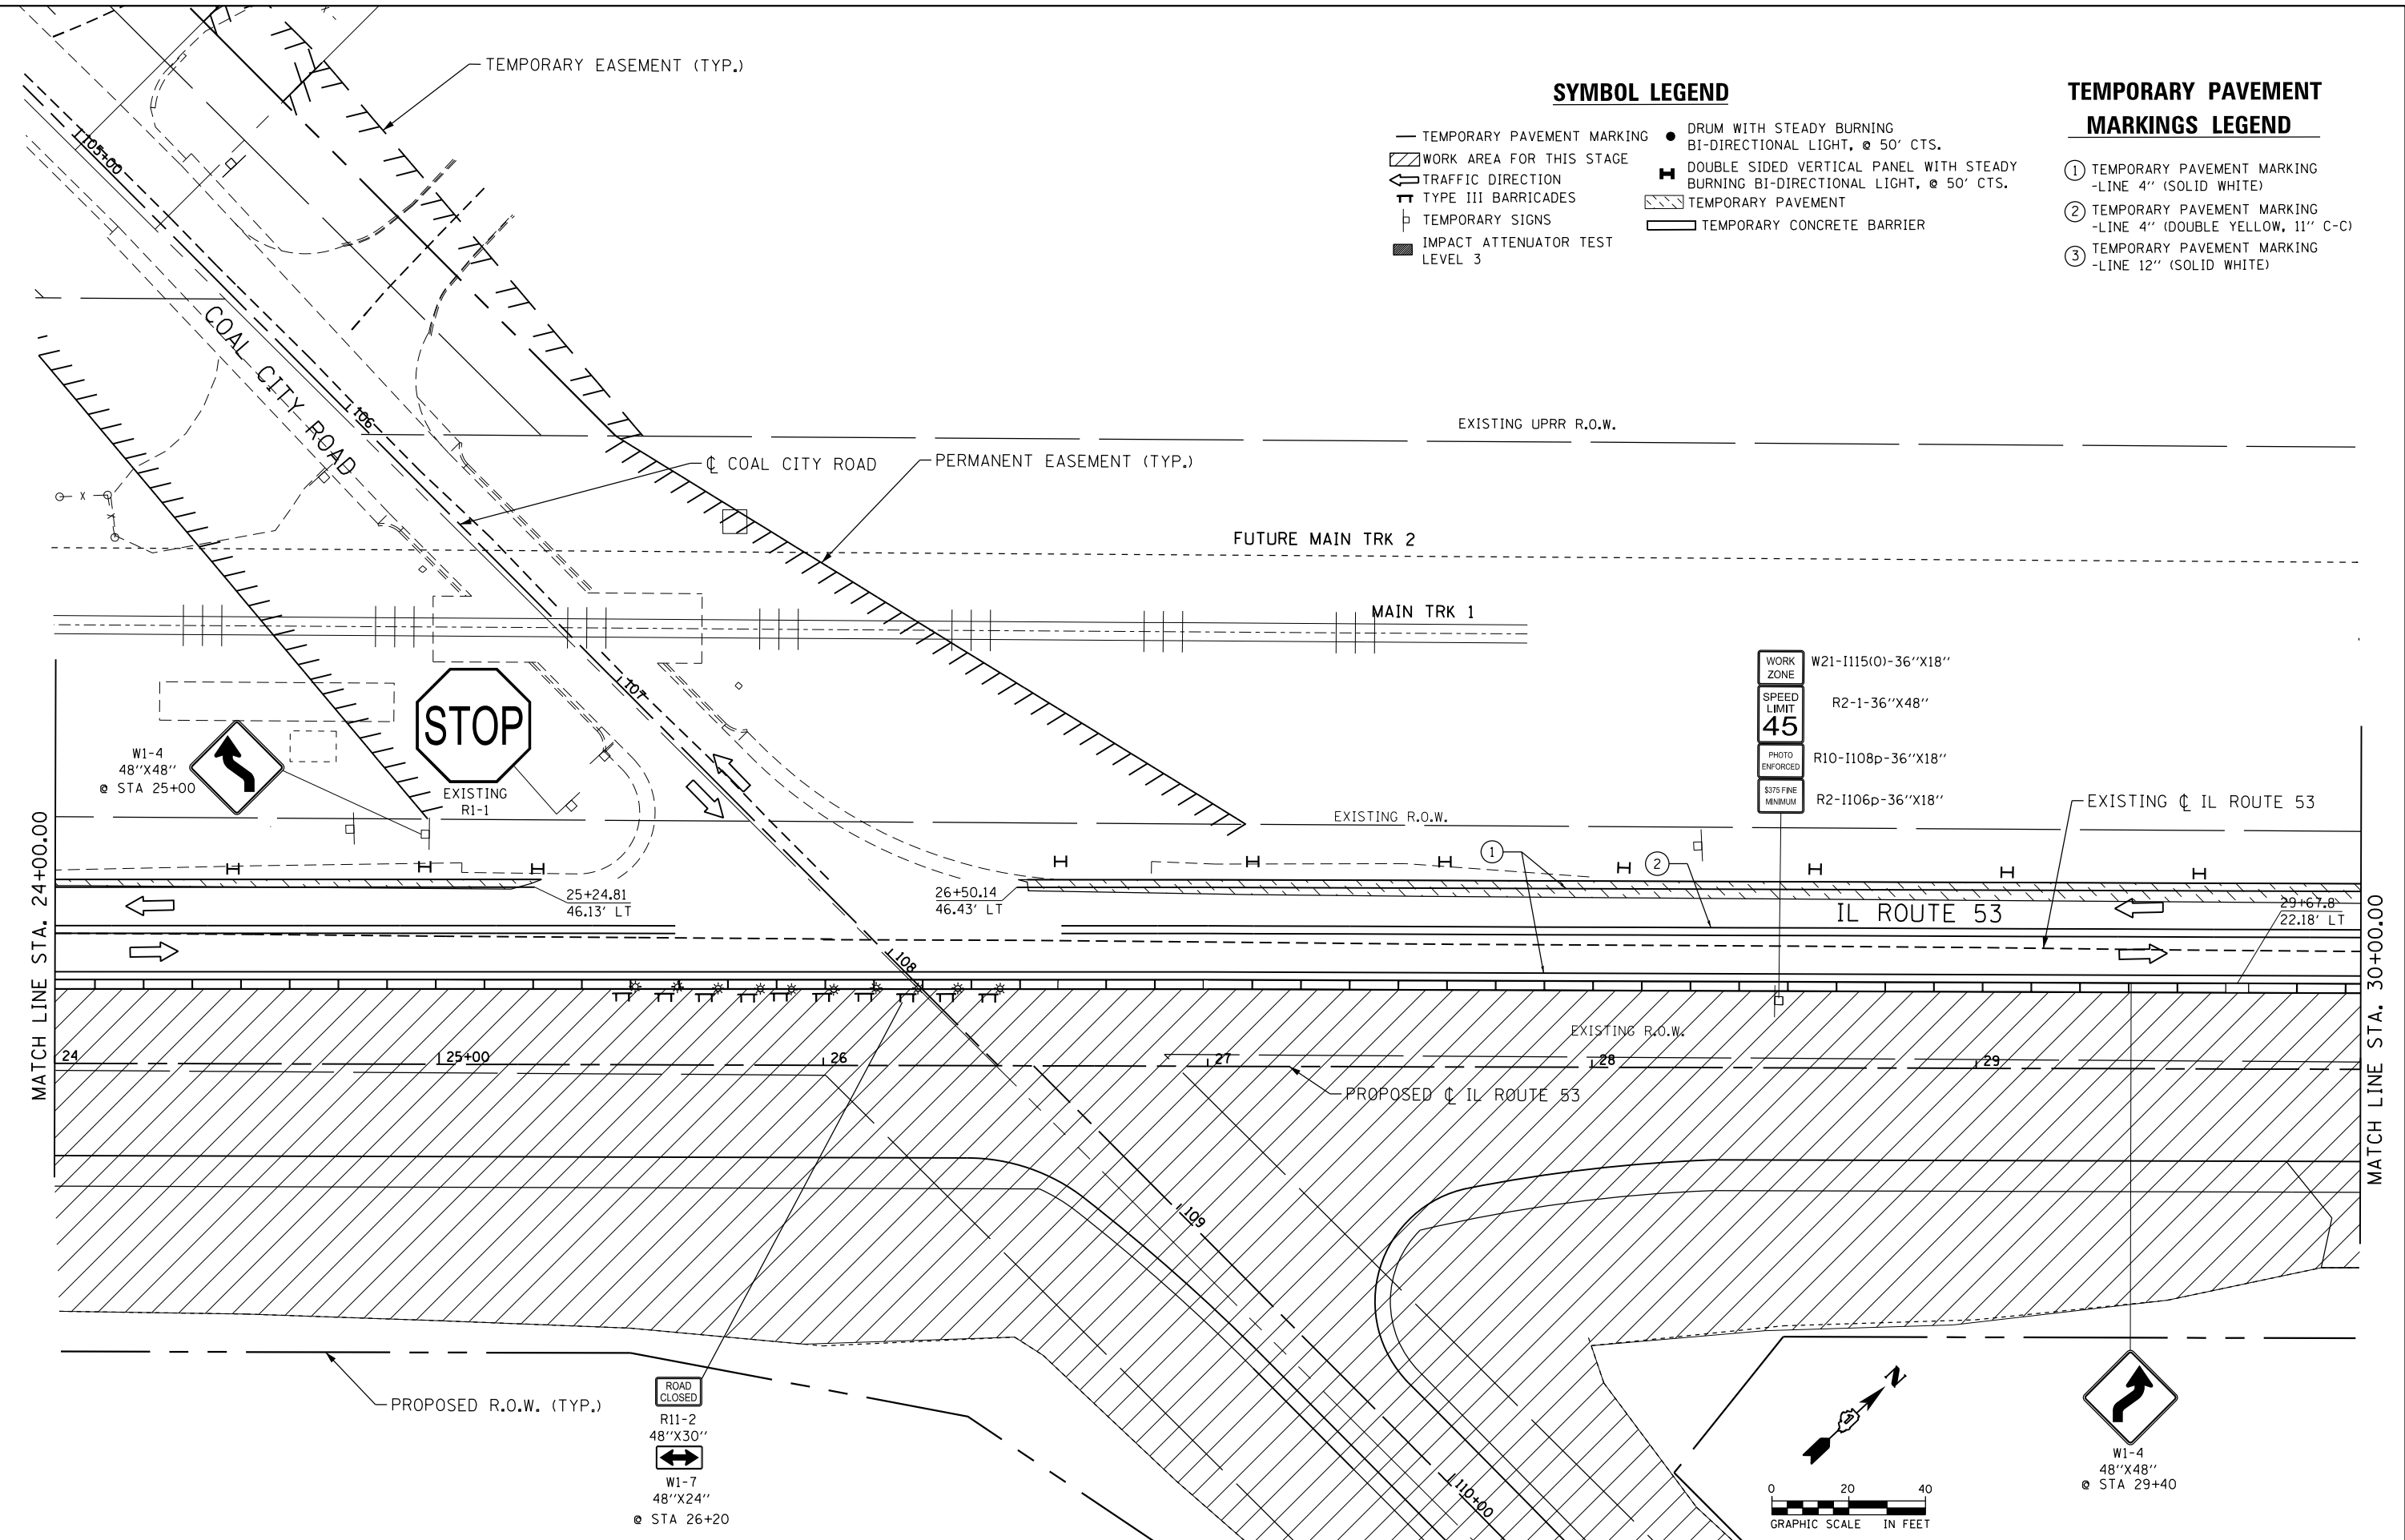 TEMPORARY EASEMENT (TYP.)
SYMBOL LEGEND
TEMPORARY PAVEMENT MARKING
WORK AREA FOR THIS STAGE
TRAFFIC DIRECTION
TYPE III BARRICADES
TEMPORARY SIGNS
IMPACT ATTENUATOR TEST
LEVEL 3
DRUM WITH STEADY BURNING
BI-DIRECTIONAL LIGHT, @ 50' CTS.
DOUBLE SIDED VERTICAL PANEL WITH STEADY
BURNING BI-DIRECTIONAL LIGHT, @ 50' CTS.
TEMPORARY PAVEMENT
TEMPORARY CONCRETE BARRIER
TEMPORARY PAVEMENT
MARKINGS LEGEND
1 TEMPORARY PAVEMENT MARKING
-LINE 4'' (SOLID WHITE)
2 TEMPORARY PAVEMENT MARKING
-LINE 4'' (DOUBLE YELLOW, 11'' C-C)
3 TEMPORARY PAVEMENT MARKING
-LINE 12'' (SOLID WHITE)
105+00
COAL CITY ROAD
106
EXISTING UPRR R.O.W.
℄ COAL CITY ROAD
PERMANENT EASEMENT (TYP.)
X
X
FUTURE MAIN TRK 2
MAIN TRK 1
107
STOP
EXISTING
R1-1
W1-4
48''X48''
@ STA 25+00
WORK
ZONE
W21-I115(O)-36''X18''
SPEED
LIMIT
45
R2-1-36''X48''
PHOTO
ENFORCED
R10-I108p-36''X18''
$375 FINE
MINIMUM
R2-I106p-36''X18''
EXISTING ℄ IL ROUTE 53
EXISTING R.O.W.
1
2
25+24.81
46.13' LT
26+50.14
46.43' LT
IL ROUTE 53
29+67.8
22.18' LT
MATCH LINE STA. 24+00.00
MATCH LINE STA. 30+00.00
108
EXISTING R.O.W.
24
25+00
26
27
28
29
PROPOSED ℄ IL ROUTE 53
109
110+00
PROPOSED R.O.W. (TYP.)
ROAD
CLOSED
R11-2
48''X30''
W1-7
48''X24''
@ STA 26+20
N
0 20 40
GRAPHIC SCALE IN FEET
W1-4
48''X48''
@ STA 29+40